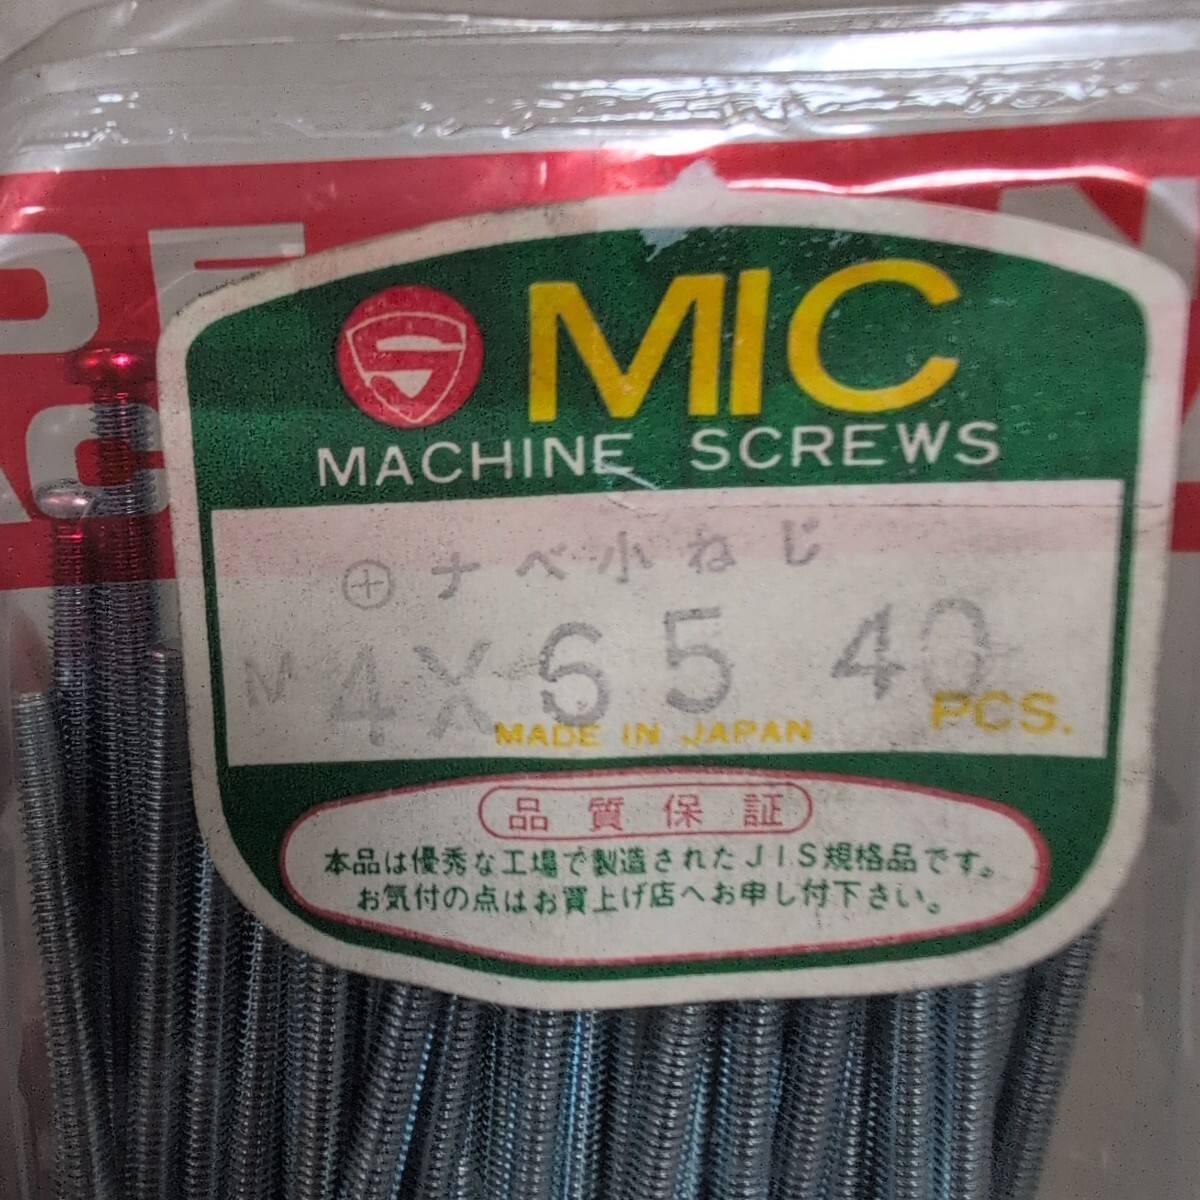 MIC
MACHINE SCREWS
⊕ナベ小ねじ
M4X65 40
MADE IN JAPAN PCS.
品質保証
本品は優秀な工場で製造されたJIS規格品です。
お気付の点はお買上げ店へお申し付下さい。